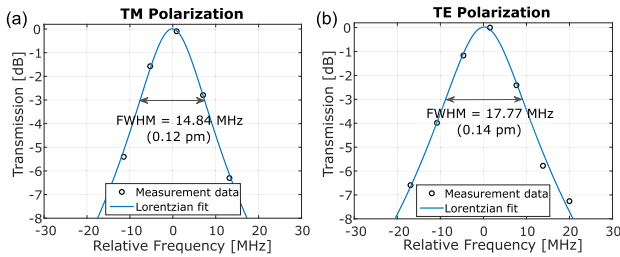 (a)
TM Polarization
Transmission [dB]
0
-1
-2
-3
-4
-5
-6
-7
-8
FWHM = 14.84 MHz
(0.12 pm)
Measurement data
Lorentzian fit
-30
-20
-10
0
10
20
30
Relative Frequency [MHz]
(b)
TE Polarization
Transmission [dB]
0
-1
-2
-3
-4
-5
-6
-7
-8
FWHM = 17.77 MHz
(0.14 pm)
Measurement data
Lorentzian fit
-30
-20
-10
0
10
20
30
Relative Frequency [MHz]